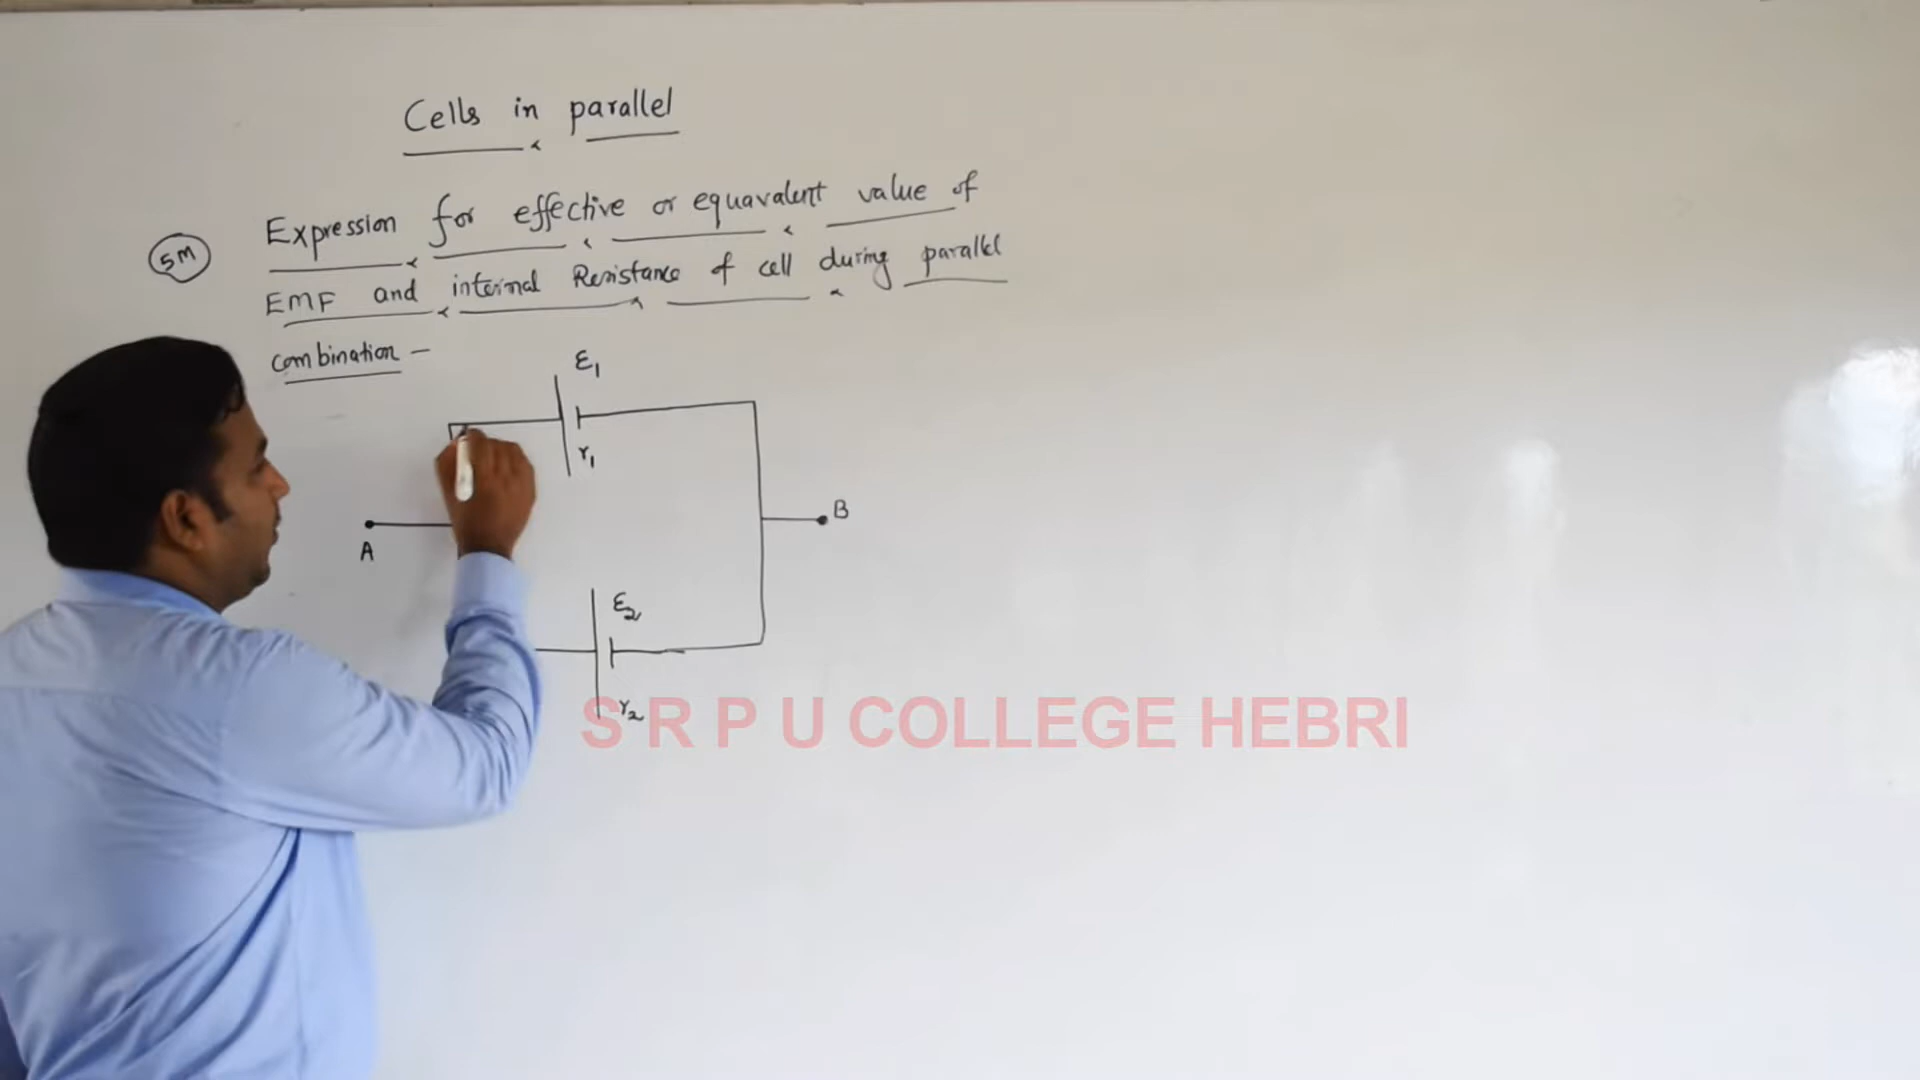 Cells in parallel
5M
Expression for effective or equavalent value of
EMF and internal Resistance of cell during parallel
combination -
ε1
r1
A
B
ε2
r2
S R P U COLLEGE HEBRI